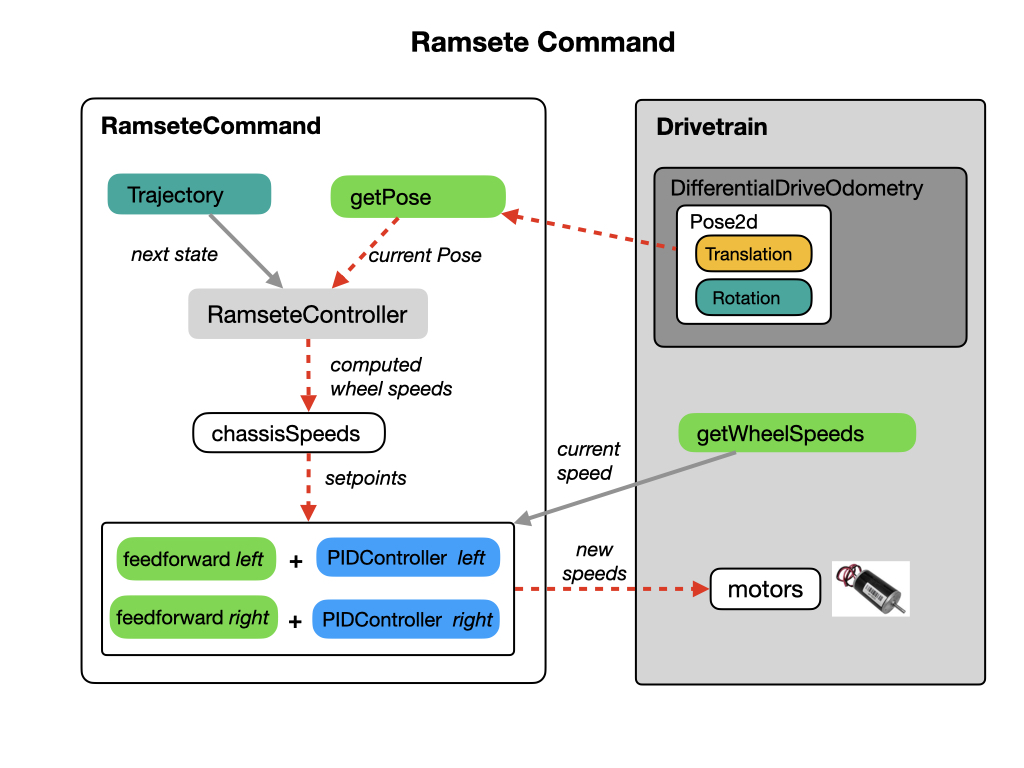 Ramsete Command
RamseteCommand
Trajectory
getPose
next state
current Pose
RamseteController
computed
wheel speeds
chassisSpeeds
setpoints
feedforward left + PIDController left
feedforward right + PIDController right
Drivetrain
DifferentialDriveOdometry
Pose2d
Translation
Rotation
getWheelSpeeds
current
speed
new
speeds
motors